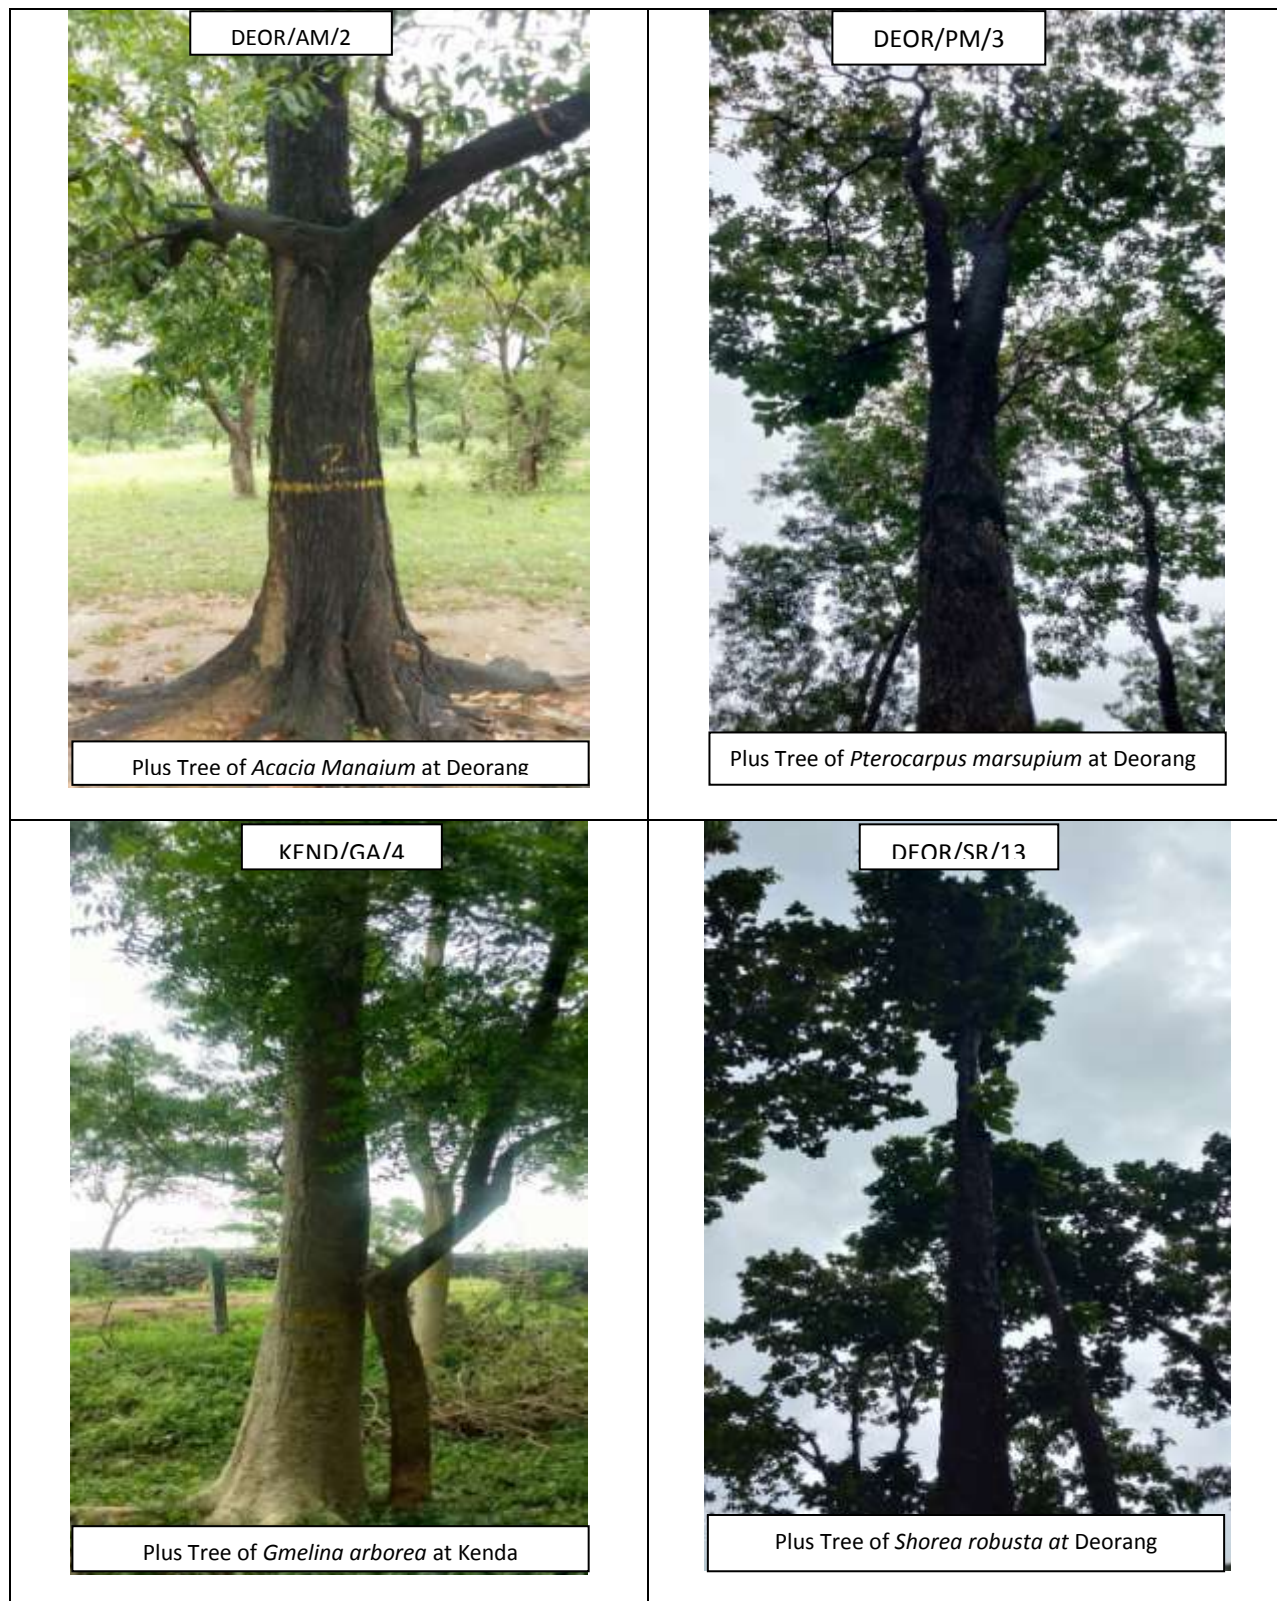 DEOR/AM/2
DEOR/PM/3
2
Plus Tree of Acacia Mangium at Deorang
Plus Tree of Pterocarpus marsupium at Deorang
KEND/GA/4
DEOR/SR/13
Plus Tree of Gmelina arborea at Kenda
Plus Tree of Shorea robusta at Deorang